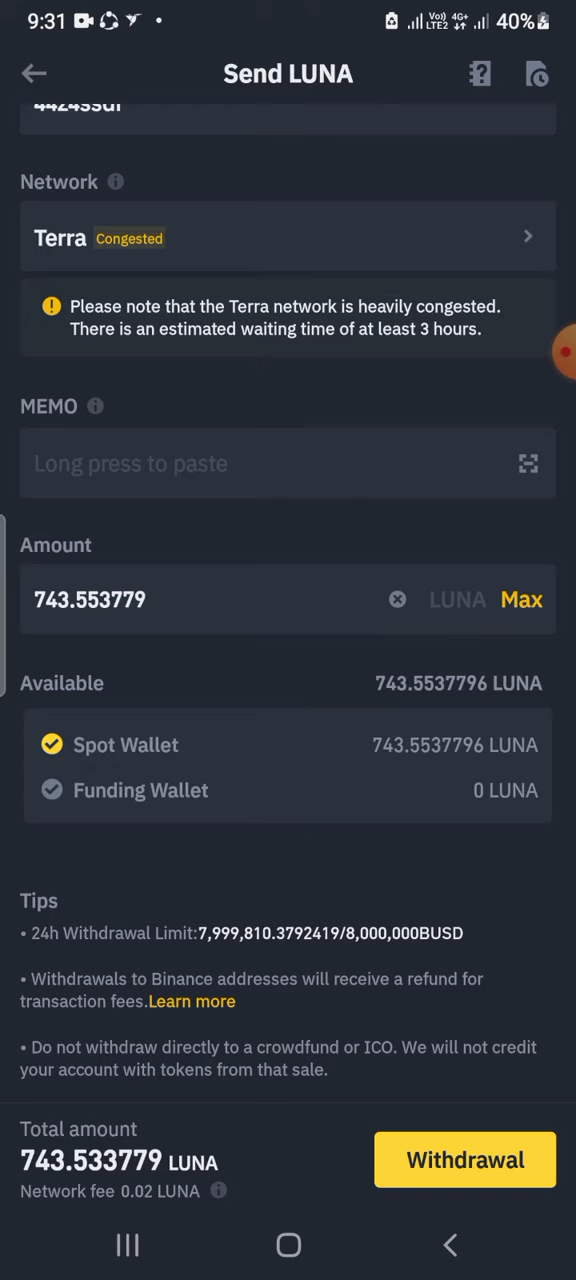 9:31
Vo)) 4G+ 40%
LTE2
Send LUNA
Network
Terra Congested
Please note that the Terra network is heavily congested.
There is an estimated waiting time of at least 3 hours.
MEMO
Long press to paste
Amount
743.553779 LUNA Max
Available 743.5537796 LUNA
Spot Wallet 743.5537796 LUNA
Funding Wallet 0 LUNA
Tips
• 24h Withdrawal Limit:7,999,810.3792419/8,000,000BUSD
• Withdrawals to Binance addresses will receive a refund for
transaction fees.Learn more
• Do not withdraw directly to a crowdfund or ICO. We will not credit
your account with tokens from that sale.
Total amount
743.533779 LUNA
Withdrawal
Network fee 0.02 LUNA